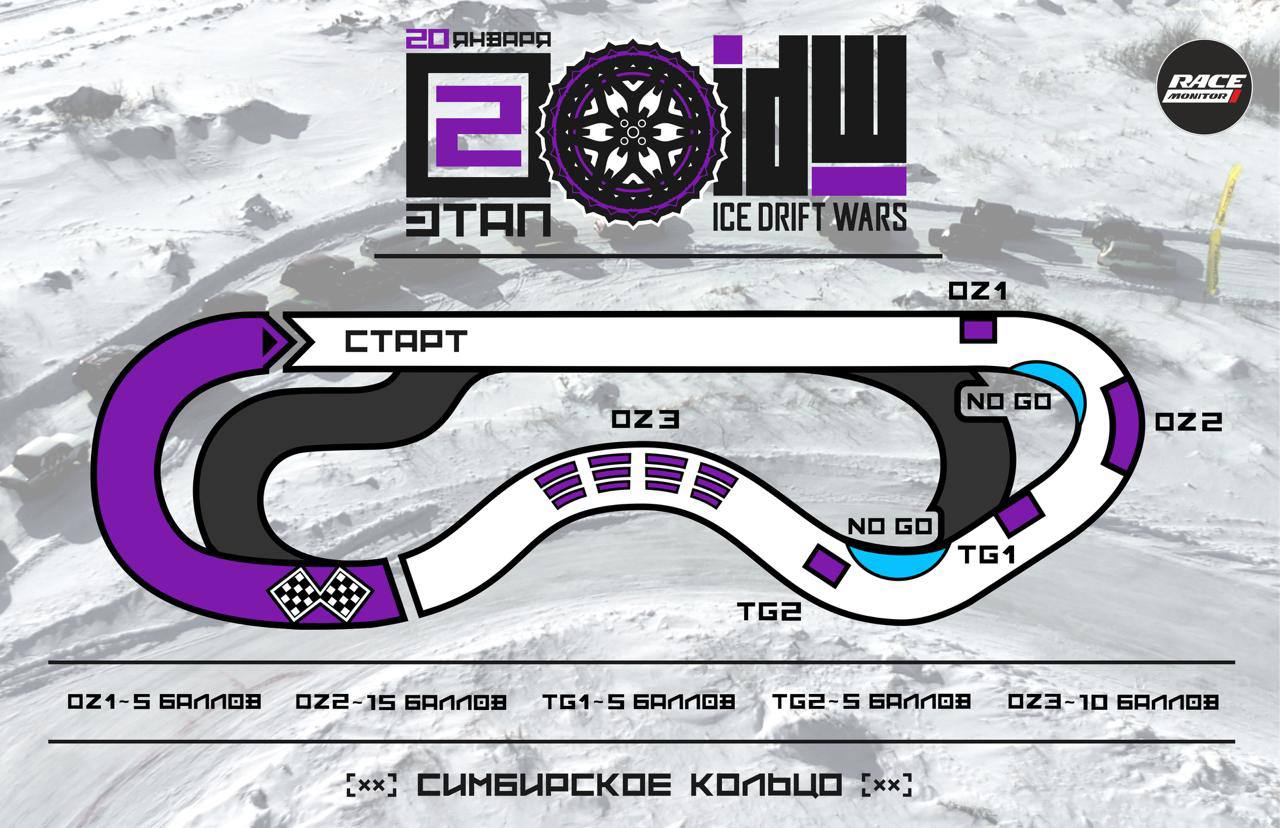 20 ЯНВАРЯ
2
ЭТАП
idw
ICE DRIFT WARS
RACE
MONITOR
OZ1
СТАРТ
NO GO
OZ3
OZ2
NO GO
TG1
TG2
OZ1~5 БАЛЛОВ OZ2~15 БАЛЛОВ TG1~5 БАЛЛОВ TG2~5 БАЛЛОВ OZ3~10 БАЛЛОВ
[××] СИМБИРСКОЕ КОЛЬЦО [××]